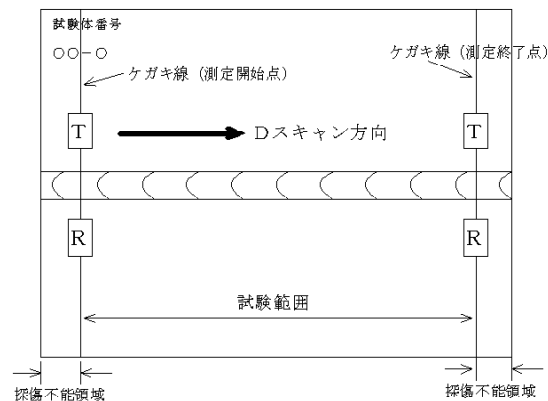 試験体番号
○○－○
ケガキ線（測定開始点）
ケガキ線（測定終了点）
T
Dスキャン方向
T
R
R
試験範囲
探傷不能領域
探傷不能領域